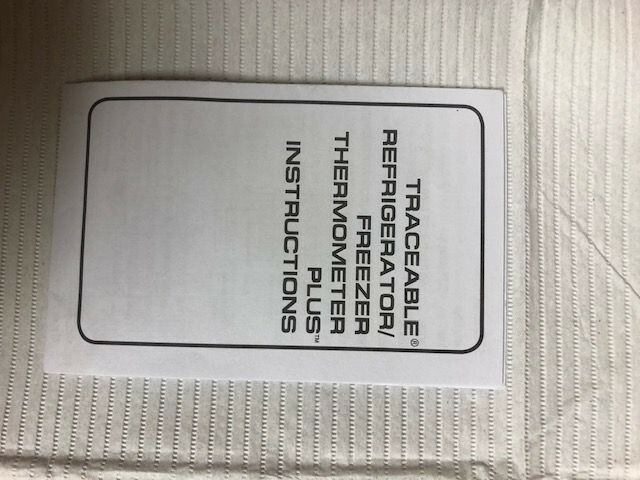 TRACEABLE®
REFRIGERATOR/
FREEZER
THERMOMETER
PLUS™
INSTRUCTIONS